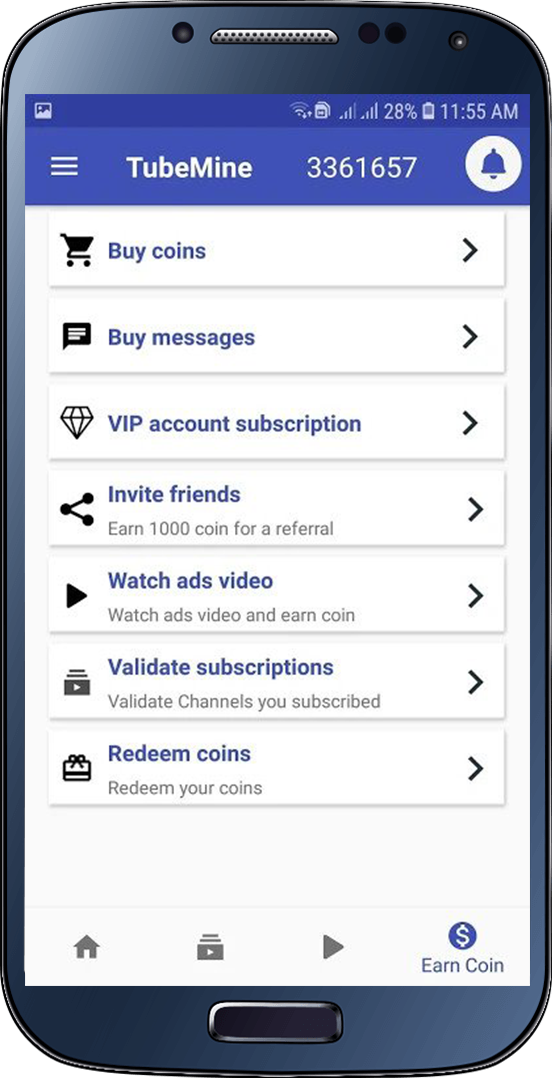 28% 11:55 AM
TubeMine 3361657
Buy coins
Buy messages
VIP account subscription
Invite friends
Earn 1000 coin for a referral
Watch ads video
Watch ads video and earn coin
Validate subscriptions
Validate Channels you subscribed
Redeem coins
Redeem your coins
$
Earn Coin